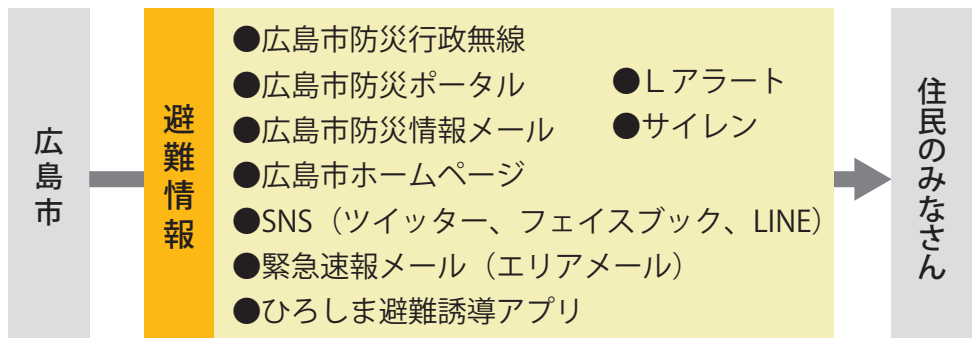 広島市
避難情報
●広島市防災行政無線
●広島市防災ポータル
●広島市防災情報メール
●広島市ホームページ
●SNS（ツイッター、フェイスブック、LINE）
●緊急速報メール（エリアメール）
●ひろしま避難誘導アプリ
●Ｌアラート
●サイレン
住民のみなさん